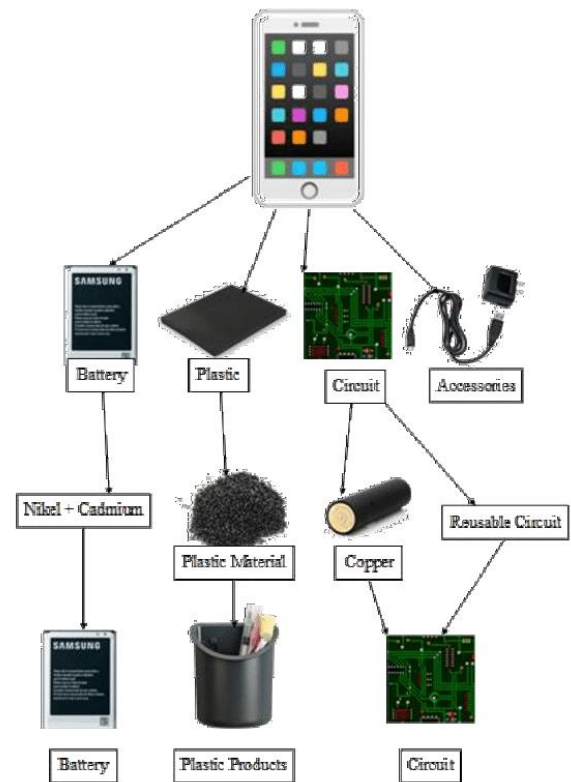 SAMSUNG
Battery
Plastic
Circuit
Accessories
Nikel + Cadmium
Plastic Material
Copper
Reusable Circuit
SAMSUNG
Battery
Plastic Products
Circuit